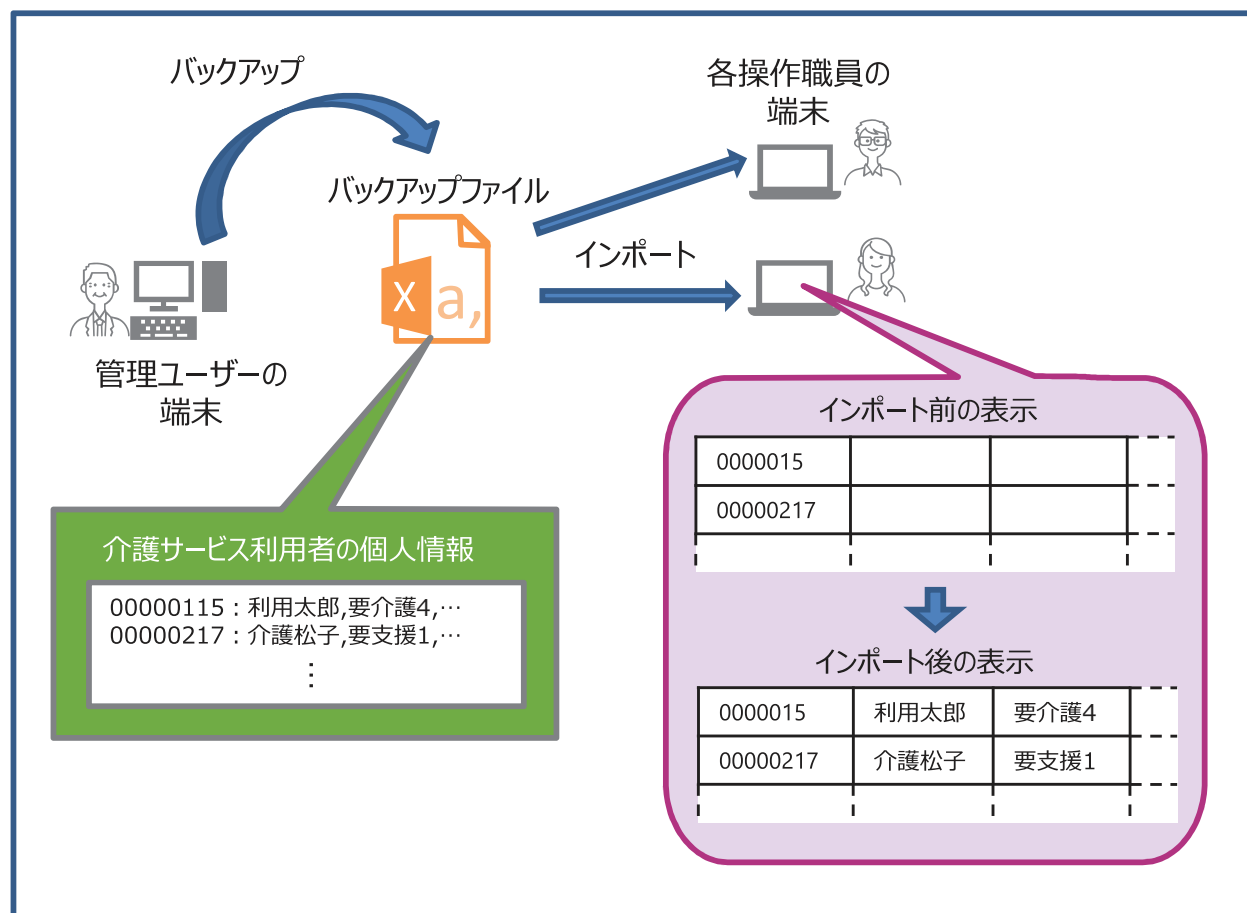 バックアップ
各操作職員の
端末
バックアップファイル
インポート
X a,
管理ユーザーの
端末
介護サービス利用者の個人情報
00000115：利用太郎,要介護4,…
00000217：介護松子,要支援1,…
⋮
インポート前の表示
0000015
00000217
インポート後の表示
0000015 利用太郎 要介護4
00000217 介護松子 要支援1